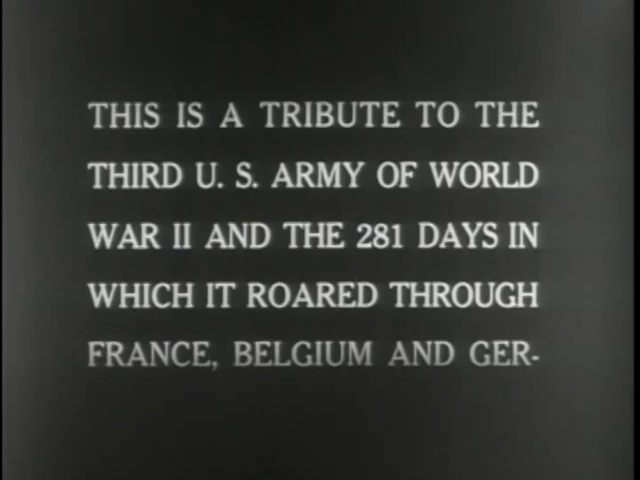 THIS IS A TRIBUTE TO THE
THIRD U. S. ARMY OF WORLD
WAR II AND THE 281 DAYS IN
WHICH IT ROARED THROUGH
FRANCE, BELGIUM AND GER-